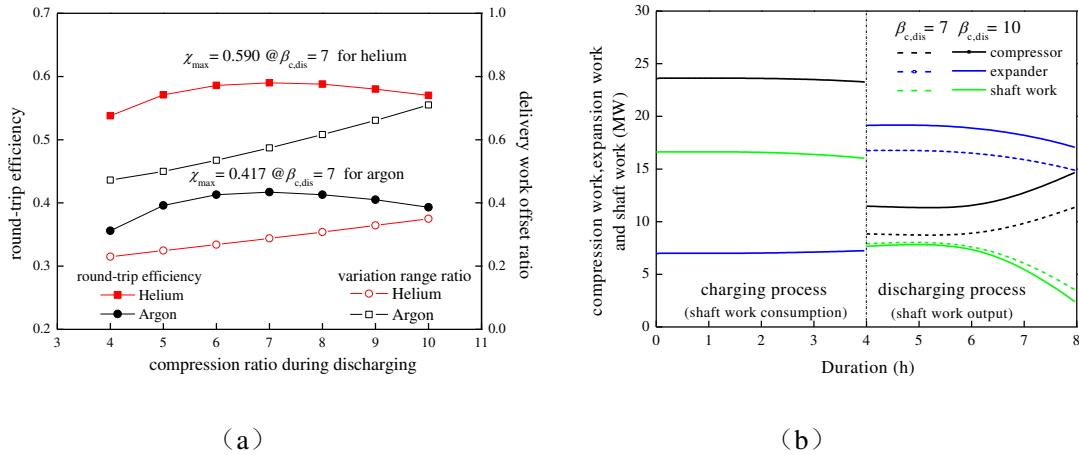 0.7
0.6
0.5
0.4
0.3
0.2
round-trip efficiency
1.0
0.8
0.6
0.4
0.2
0.0
delivery work offset ratio
χmax = 0.590 @βc,dis= 7 for helium
χmax = 0.417 @βc,dis= 7 for argon
round-trip efficiency
Helium
Argon
variation range ratio
Helium
Argon
3 4 5 6 7 8 9 10 11
compression ratio during discharging
(a)
30
25
20
15
10
5
0
compression work,expansion work
and shaft work (MW)
βc,dis= 7 βc,dis= 10
compressor
expander
shaft work
charging process
(shaft work consumption)
discharging process
(shaft work output)
0 1 2 3 4 5 6 7 8
Duration (h)
(b)